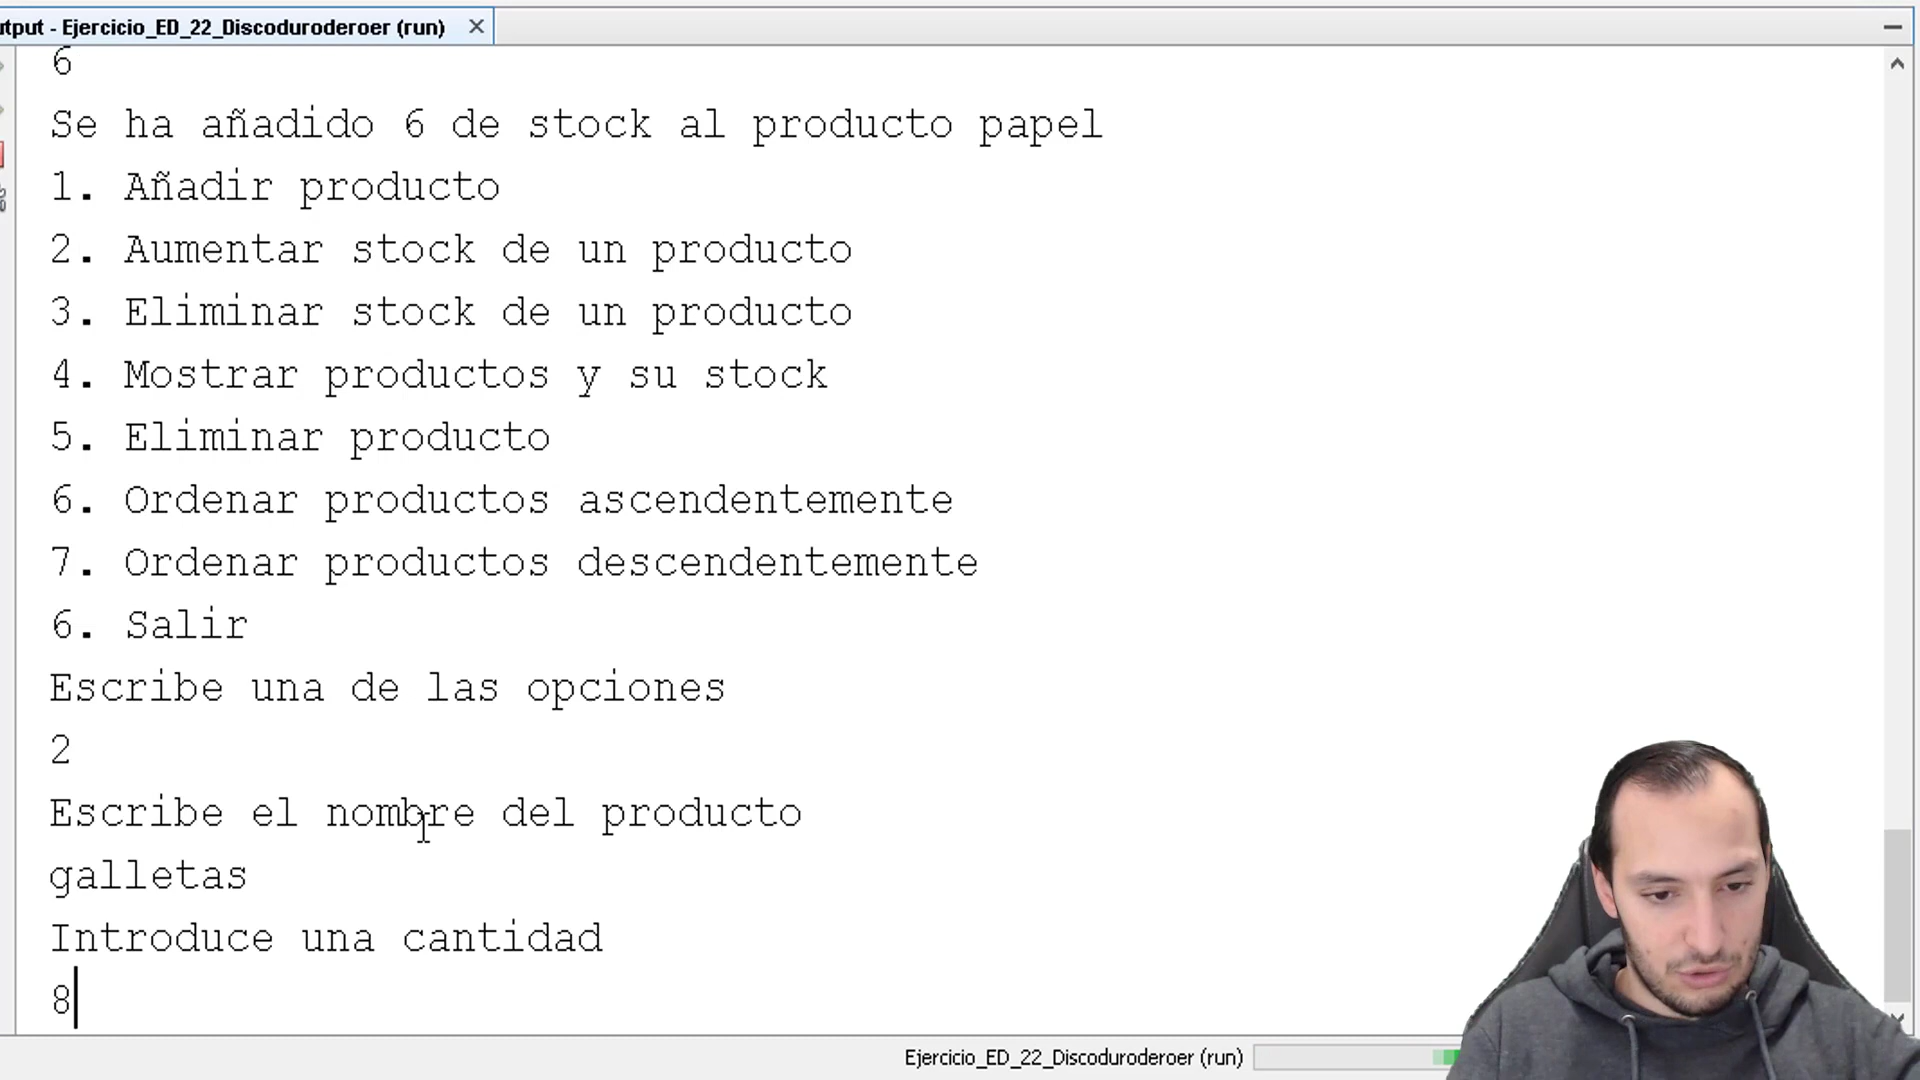 utput - Ejercicio_ED_22_Discoduroderoer (run)
6
Se ha añadido 6 de stock al producto papel
1. Añadir producto
2. Aumentar stock de un producto
3. Eliminar stock de un producto
4. Mostrar productos y su stock
5. Eliminar producto
6. Ordenar productos ascendentemente
7. Ordenar productos descendentemente
6. Salir
Escribe una de las opciones
2
Escribe el nombre del producto
galletas
Introduce una cantidad
8
Ejercicio_ED_22_Discoduroderoer (run)